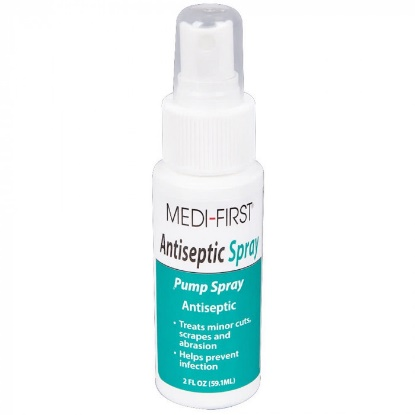 MEDI-FIRST®
Antiseptic Spray
Pump Spray
Antiseptic
• Treats minor cuts,
scrapes and
abrasion
• Helps prevent
infection
2 FL OZ (59.1ML)